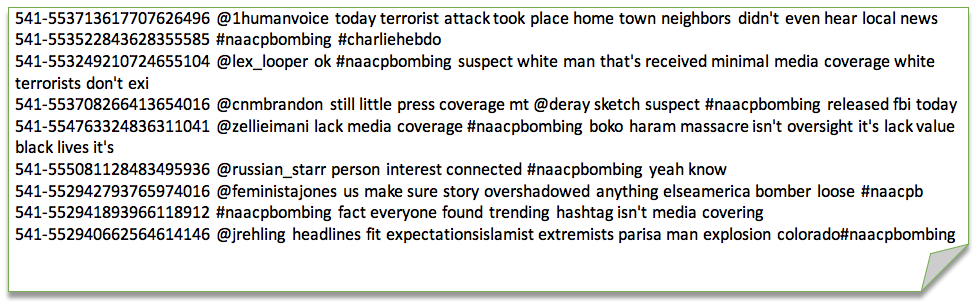 541-553713617707626496 @1humanvoice today terrorist attack took place home town neighbors didn't even hear local news
541-553522843628355585 #naacpbombing #charliehebdo
541-553249210724655104 @lex_looper ok #naacpbombing suspect white man that's received minimal media coverage white
terrorists don't exi
541-553708266413654016 @cnmbrandon still little press coverage mt @deray sketch suspect #naacpbombing released fbi today
541-554763324836311041 @zellieimani lack media coverage #naacpbombing boko haram massacre isn't oversight it's lack value
black lives it's
541-555081128483495936 @russian_starr person interest connected #naacpbombing yeah know
541-552942793765974016 @feministajones us make sure story overshadowed anything elseamerica bomber loose #naacpb
541-552941893966118912 #naacpbombing fact everyone found trending hashtag isn't media covering
541-552940662564614146 @jrehling headlines fit expectationsislamist extremists parisa man explosion colorado#naacpbombing